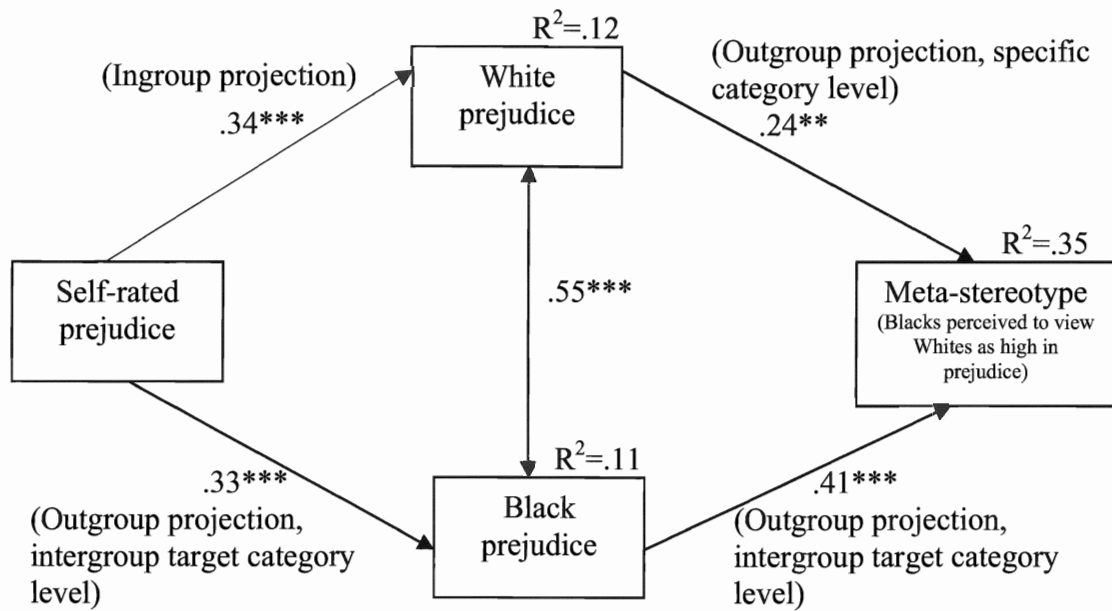 R²=.12
(Ingroup projection)
.34***
White
prejudice
(Outgroup projection, specific
category level)
.24**
Self-rated
prejudice
.55***
R²=.35
Meta-stereotype
(Blacks perceived to view
Whites as high in
prejudice)
.33***
(Outgroup projection,
intergroup target category
level)
R²=.11
Black
prejudice
.41***
(Outgroup projection,
intergroup target category
level)